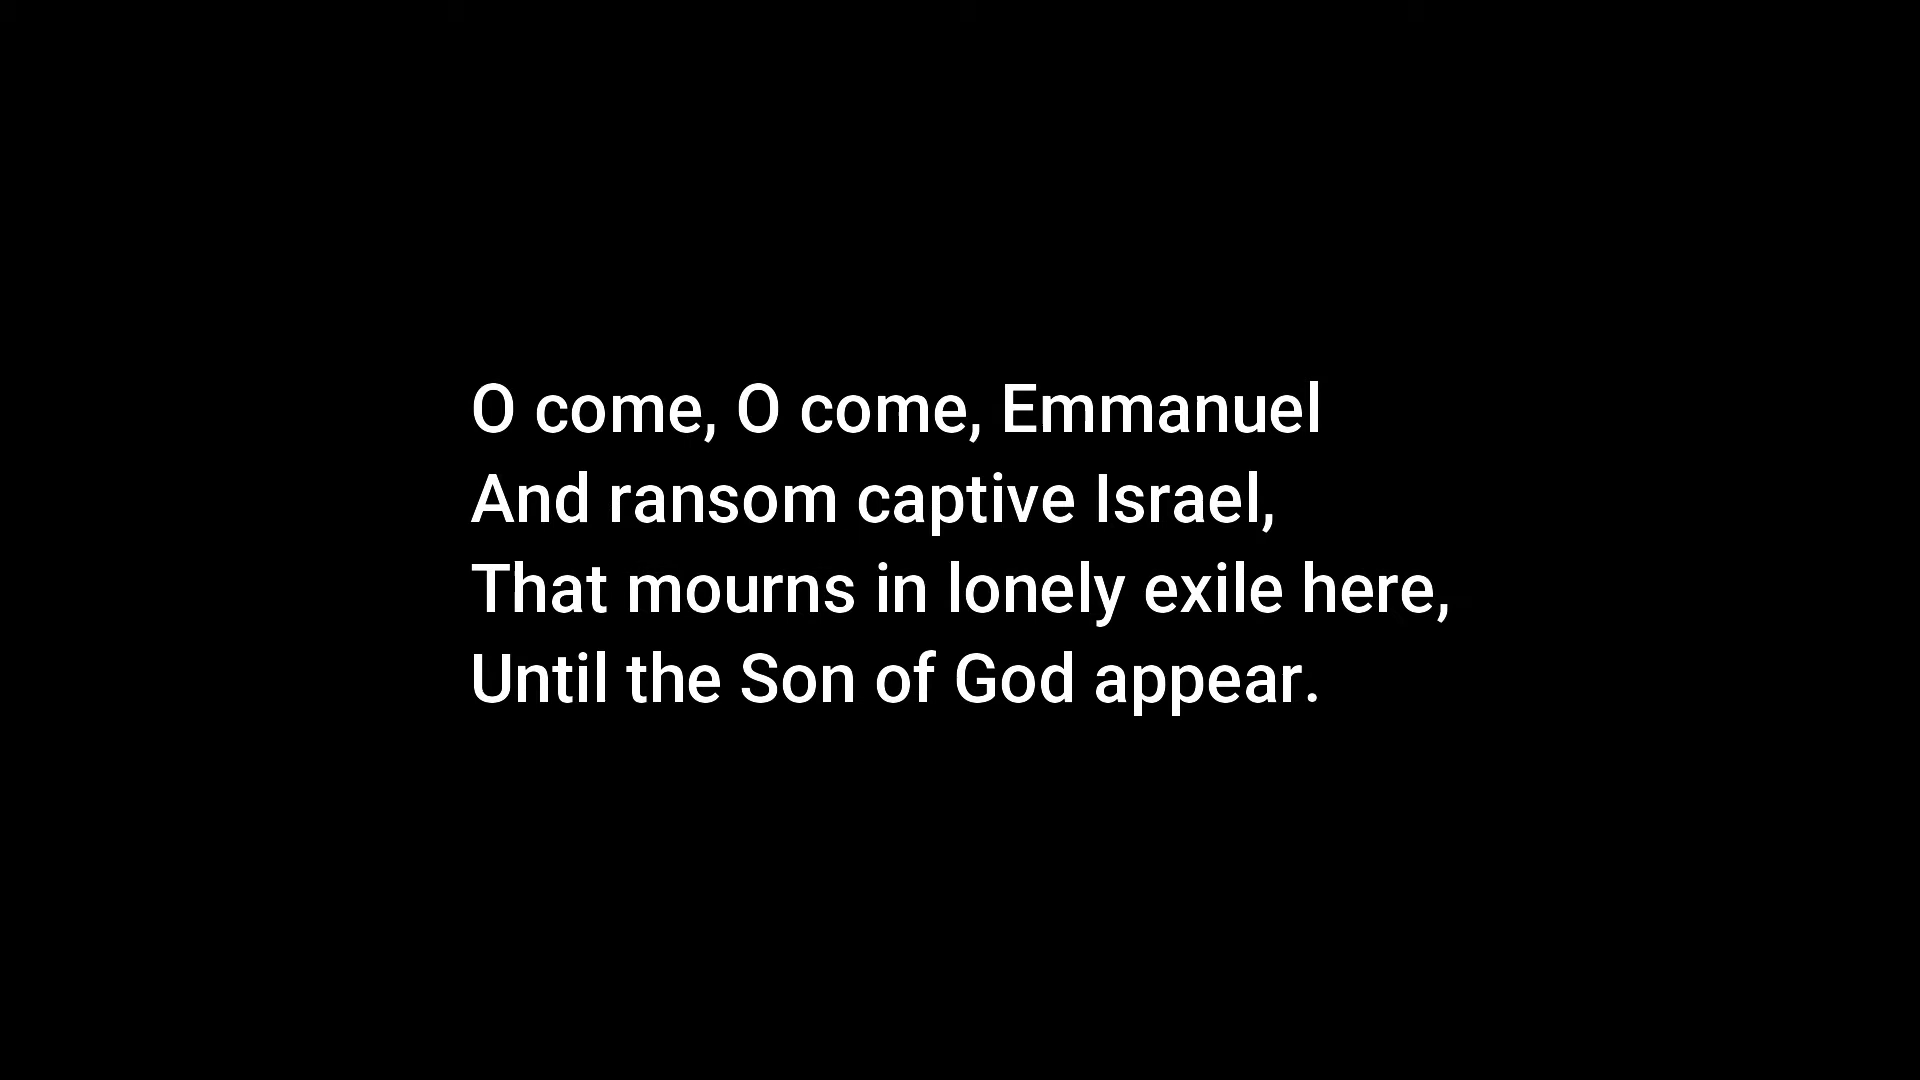 O come, O come, Emmanuel
And ransom captive Israel,
That mourns in lonely exile here,
Until the Son of God appear.